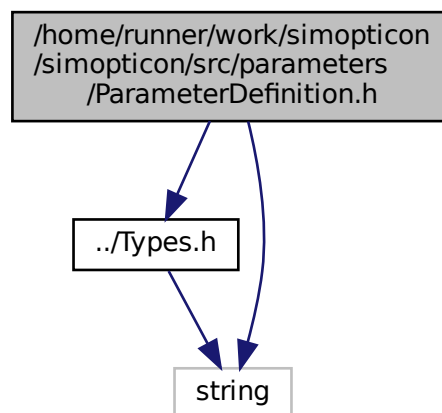 /home/runner/work/simopticon
/simopticon/src/parameters
/ParameterDefinition.h
../Types.h
string